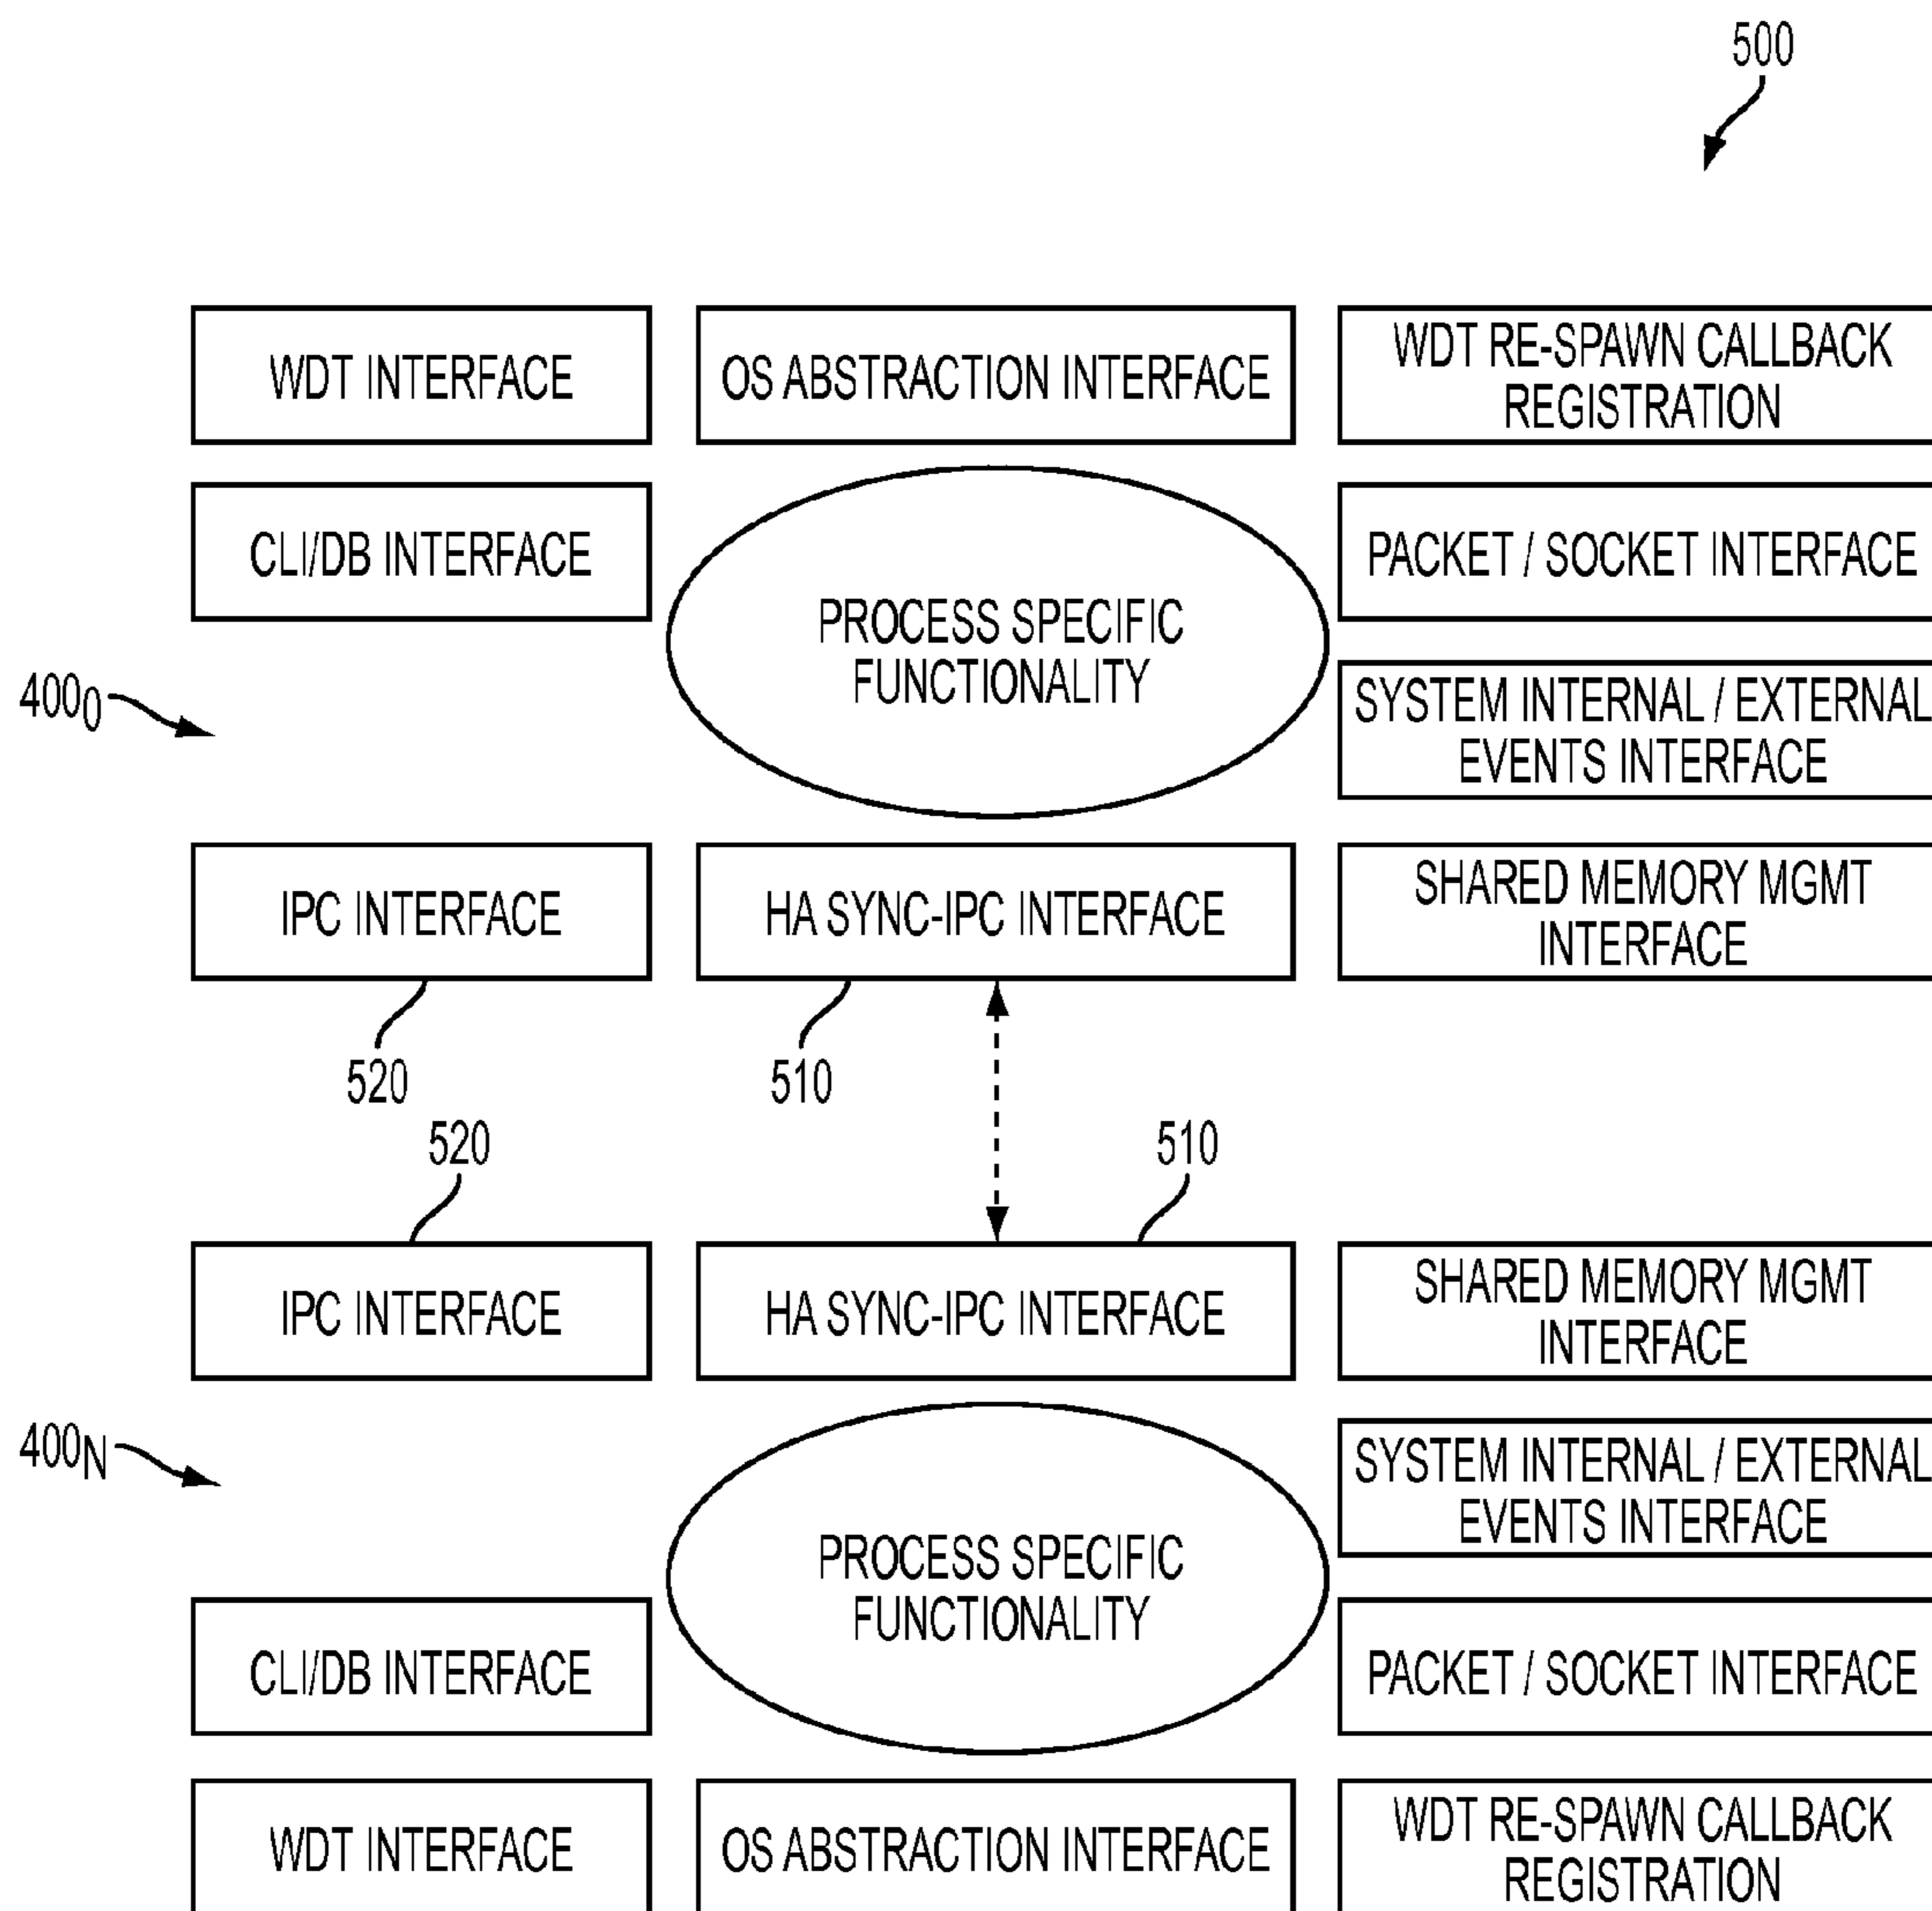 500
WDT INTERFACE
OS ABSTRACTION INTERFACE
WDT RE-SPAWN CALLBACK
REGISTRATION
CLI/DB INTERFACE
PROCESS SPECIFIC
FUNCTIONALITY
PACKET / SOCKET INTERFACE
400₀
SYSTEM INTERNAL / EXTERNAL
EVENTS INTERFACE
IPC INTERFACE
HA SYNC-IPC INTERFACE
SHARED MEMORY MGMT
INTERFACE
520
510
520
510
IPC INTERFACE
HA SYNC-IPC INTERFACE
SHARED MEMORY MGMT
INTERFACE
400N
SYSTEM INTERNAL / EXTERNAL
EVENTS INTERFACE
PROCESS SPECIFIC
FUNCTIONALITY
CLI/DB INTERFACE
PACKET / SOCKET INTERFACE
WDT INTERFACE
OS ABSTRACTION INTERFACE
WDT RE-SPAWN CALLBACK
REGISTRATION